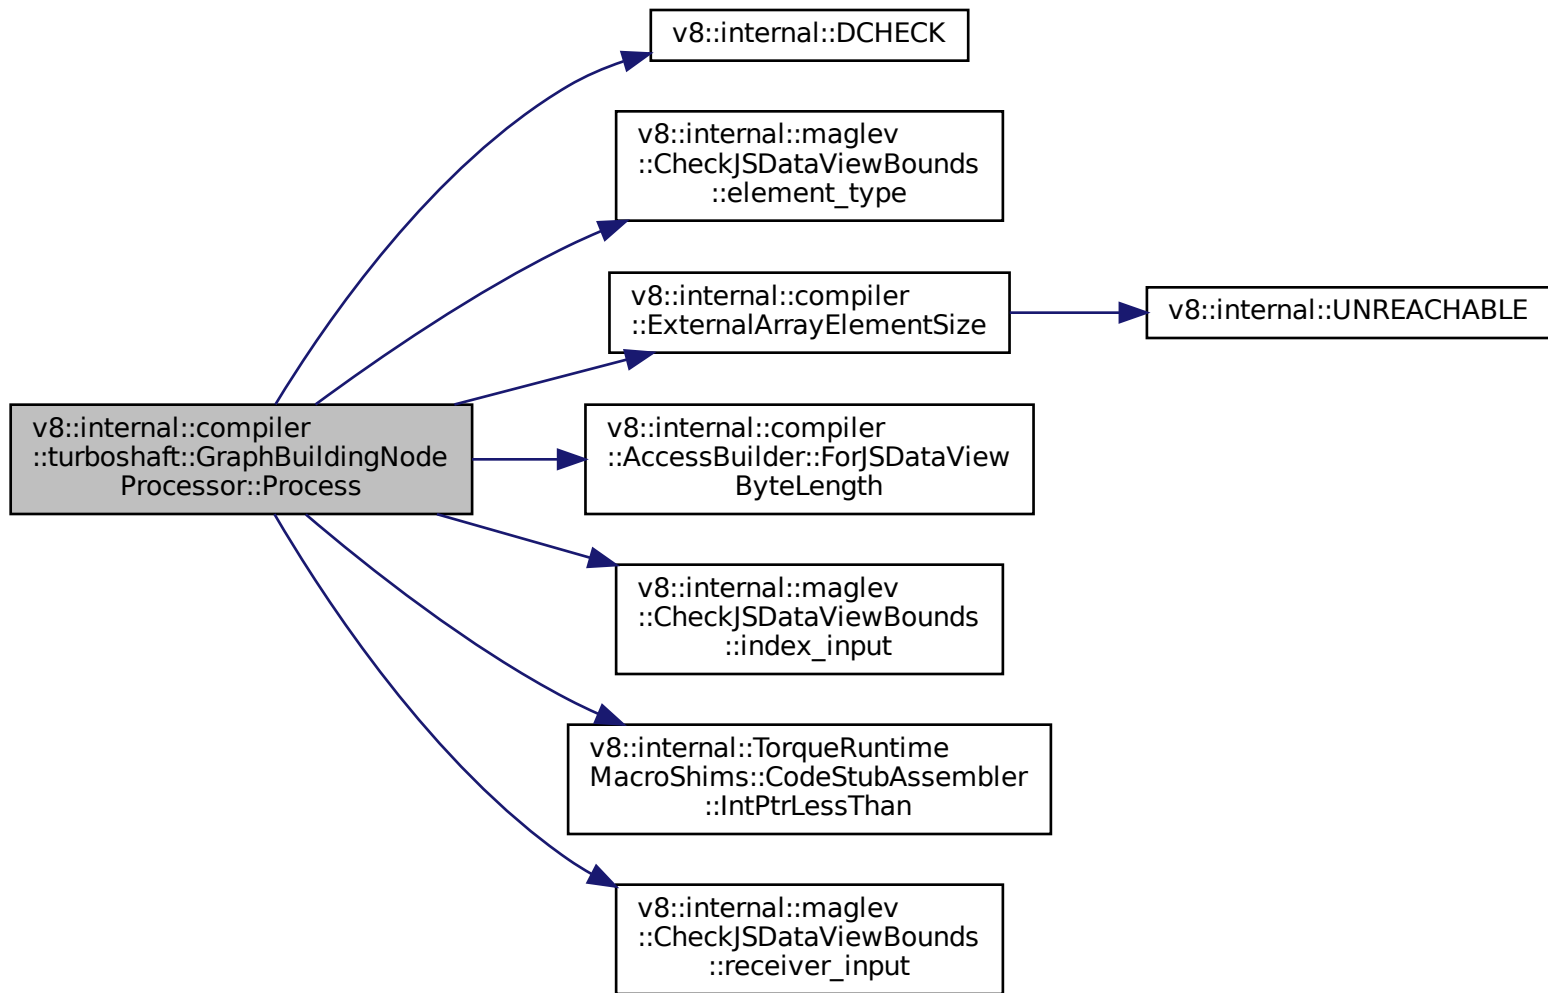 v8::internal::DCHECK
v8::internal::maglev
::CheckJSDataViewBounds
::element_type
v8::internal::compiler
::ExternalArrayElementSize
v8::internal::UNREACHABLE
v8::internal::compiler
::turboshaft::GraphBuildingNode
Processor::Process
v8::internal::compiler
::AccessBuilder::ForJSDataView
ByteLength
v8::internal::maglev
::CheckJSDataViewBounds
::index_input
v8::internal::TorqueRuntime
MacroShims::CodeStubAssembler
::IntPtrLessThan
v8::internal::maglev
::CheckJSDataViewBounds
::receiver_input